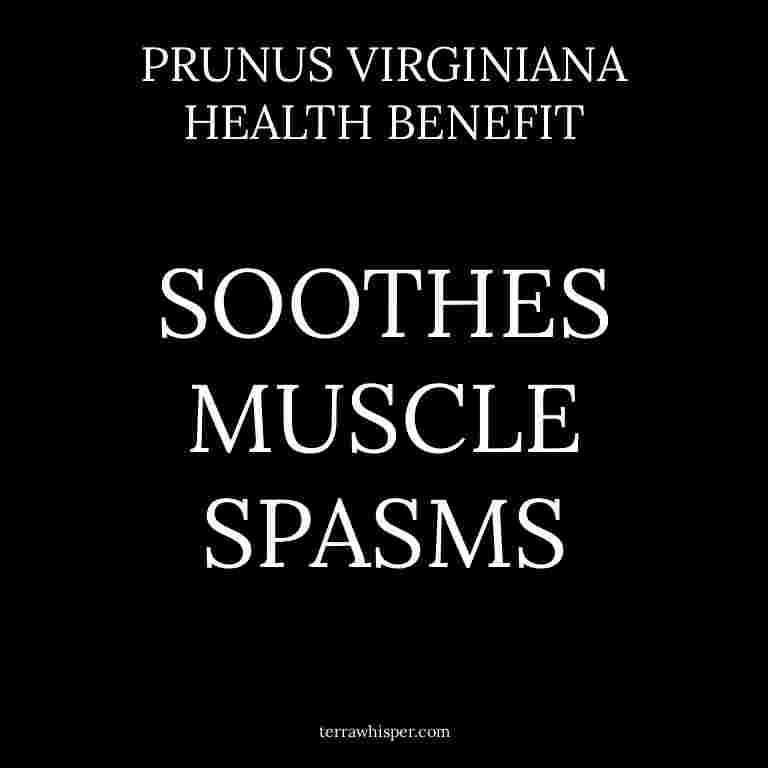 PRUNUS VIRGINIANA
HEALTH BENEFIT
SOOTHES
MUSCLE
SPASMS
terrawhisper.com